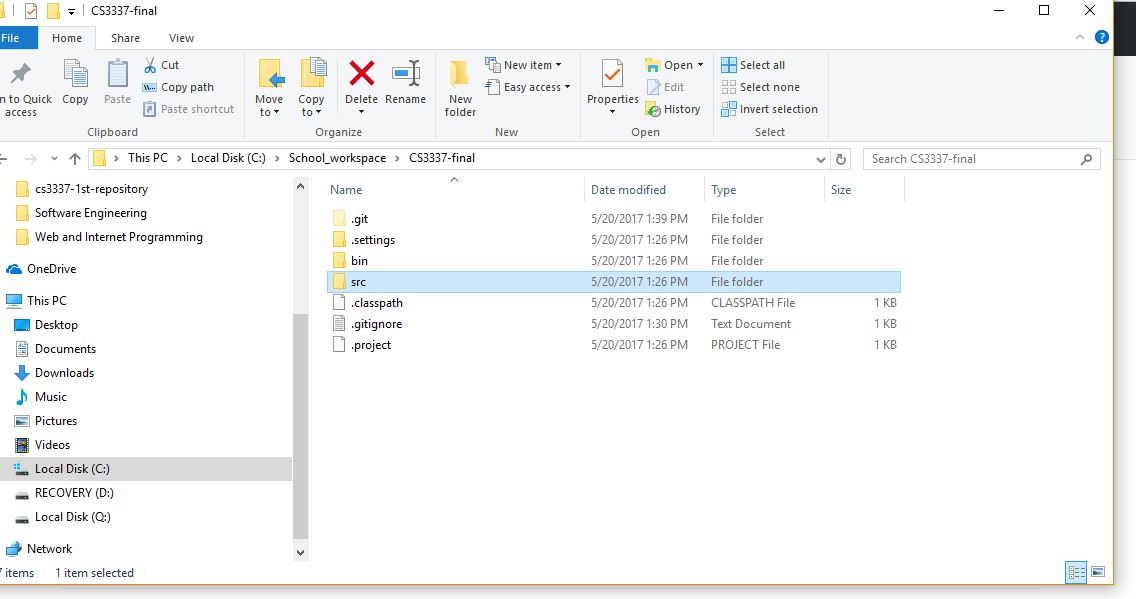 CS3337-final
File Home Share View
n to Quick access
Copy
Paste
Cut
Copy path
Paste shortcut
Clipboard
Move to
Copy to
Delete
Rename
Organize
New folder
New item
Easy access
New
Properties
Open
Edit
History
Open
Select all
Select none
Invert selection
Select
This PC > Local Disk (C:) > School_workspace > CS3337-final
Search CS3337-final
cs3337-1st-repository
Software Engineering
Web and Internet Programming
OneDrive
This PC
Desktop
Documents
Downloads
Music
Pictures
Videos
Local Disk (C:)
RECOVERY (D:)
Local Disk (Q:)
Network
Name Date modified Type Size
.git 5/20/2017 1:39 PM File folder
.settings 5/20/2017 1:26 PM File folder
bin 5/20/2017 1:26 PM File folder
src 5/20/2017 1:26 PM File folder
.classpath 5/20/2017 1:26 PM CLASSPATH File 1 KB
.gitignore 5/20/2017 1:30 PM Text Document 1 KB
.project 5/20/2017 1:26 PM PROJECT File 1 KB
7 items 1 item selected